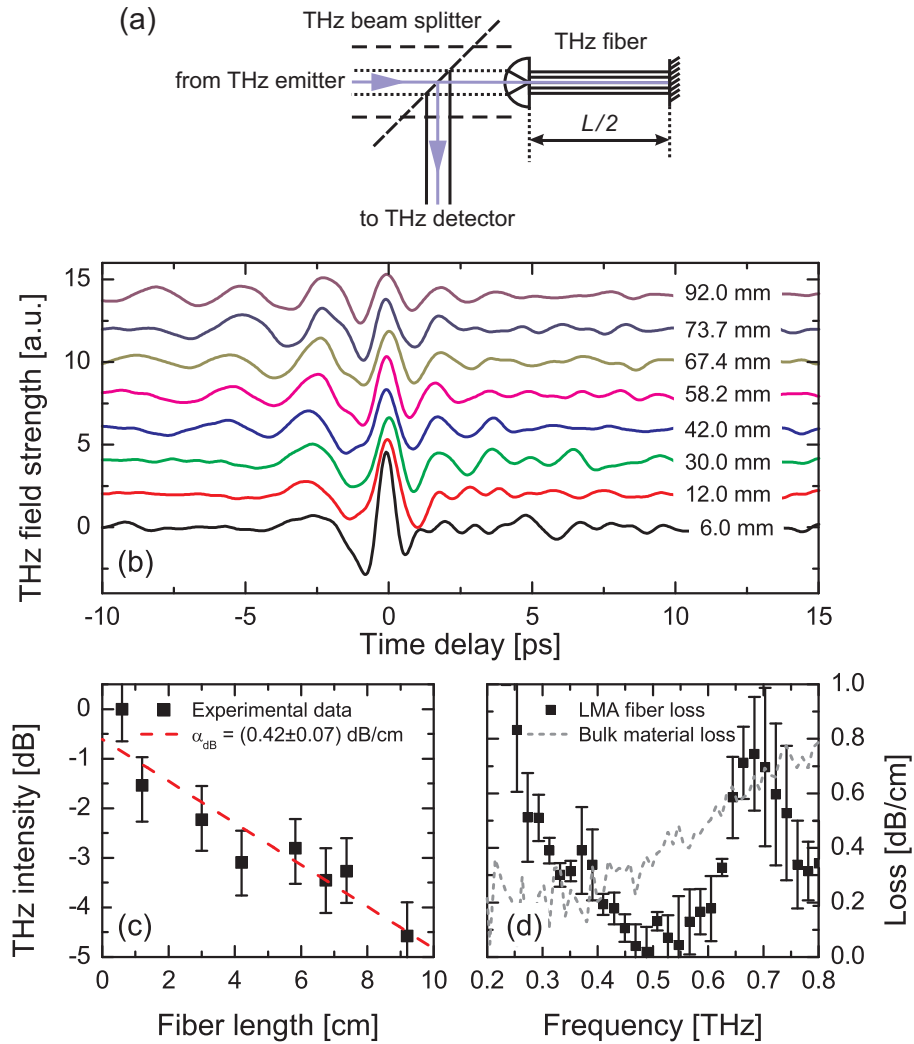 (a)
THz beam splitter
THz fiber
from THz emitter
L/2
to THz detector
THz field strength [a.u.]
15
10
5
0
92.0 mm
73.7 mm
67.4 mm
58.2 mm
42.0 mm
30.0 mm
12.0 mm
6.0 mm
(b)
-10 -5 0 5 10 15
Time delay [ps]
THz intensity [dB]
0
-1
-2
-3
-4
-5
Experimental data
α_dB = (0.42±0.07) dB/cm
(c)
0 2 4 6 8 10
Fiber length [cm]
LMA fiber loss
Bulk material loss
(d)
1.0
0.8
0.6
0.4
0.2
0.0
Loss [dB/cm]
0.2 0.3 0.4 0.5 0.6 0.7 0.8
Frequency [THz]